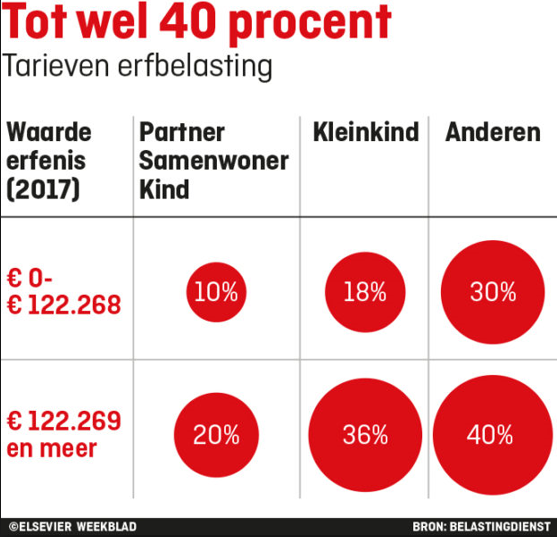 Tot wel 40 procent
Tarieven erfbelasting
Waarde
erfenis
(2017)
Partner
Samenwoner
Kind
Kleinkind
Anderen
€ 0-
€ 122.268
10%
18%
30%
€ 122.269
en meer
20%
36%
40%
©ELSEVIER WEEKBLAD
BRON: BELASTINGDIENST